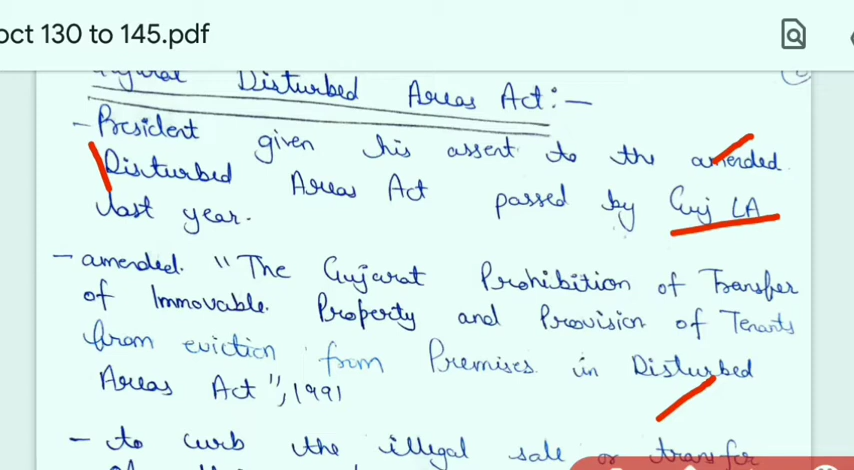 oct 130 to 145.pdf
Disturbed Areas Act :-
- President given his assent to the amended
Disturbed Areas Act passed by Guj LA
last year.
- amended "The Gujarat Prohibition of Transfer
of Immovable Property and Provision of Tenants
from eviction from Premises in Disturbed
Areas Act", 1991
- to curb the illegal sale or transfer